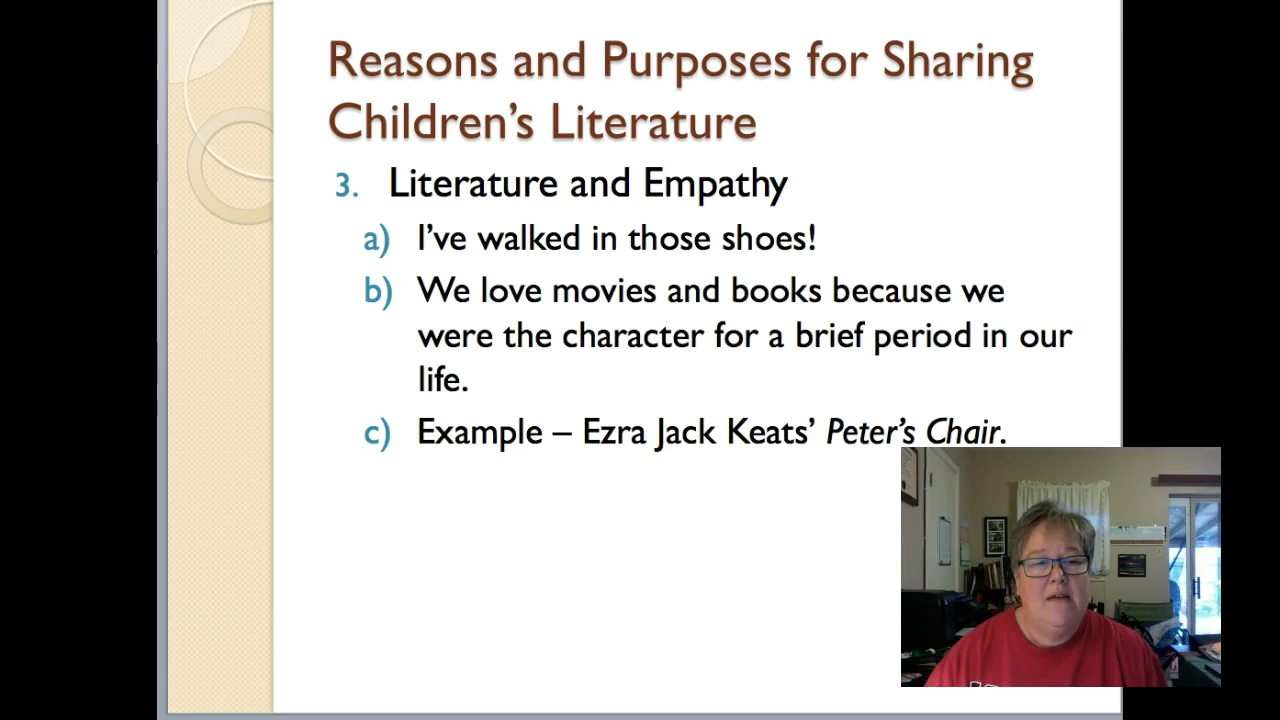 Reasons and Purposes for Sharing
Children’s Literature
3. Literature and Empathy
a) I’ve walked in those shoes!
b) We love movies and books because we
were the character for a brief period in our
life.
c) Example – Ezra Jack Keats’ Peter’s Chair.